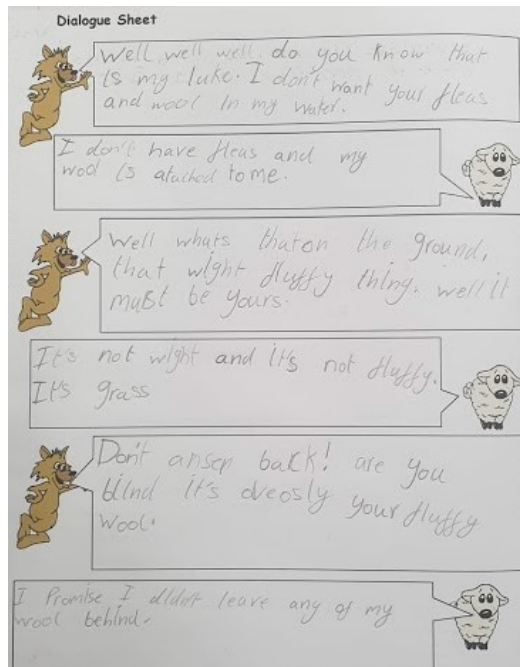 Dialogue Sheet
Well well well do you know that
is my lake. I don't want your fleas
and wool in my water.
I don't have fleas and my
wool is atached to me.
Well whats that on the ground,
that wight fluffy thing. well it
must be yours.
It's not wight and it's not fluffy.
It's grass
Don't anser back! are you
blind it's oveosly your fluffy
wool.
I Promise I didn't leave any of my
wool behind.